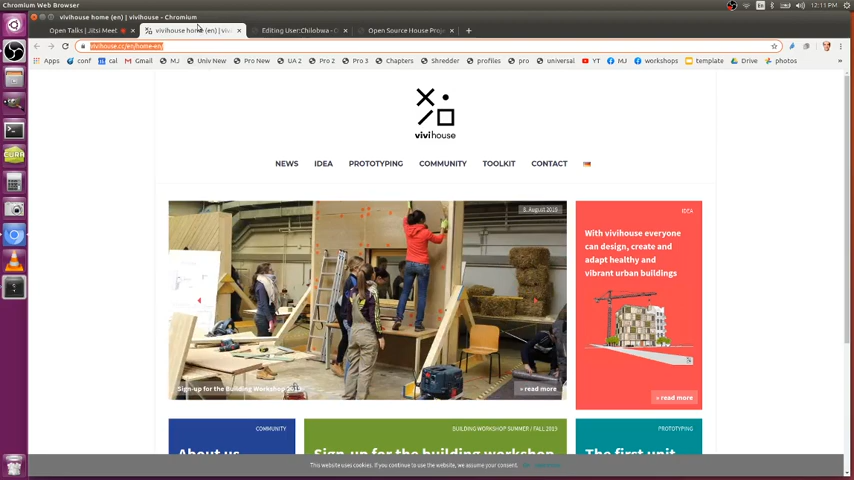 Chromium Web Browser
12:11 PM
vivihouse home (en) | vivihouse - Chromium
Open Talks | Jitsi Meet
vivihouse home (en) | viv
Editing User:Chilobwa - O
Open Source House Proj
vivihouse.cc/en/home-en/
Apps
conf
cal
Gmail
MJ
Univ New
Pro New
UA 2
Pro 2
Pro 3
Chapters
Shredder
profiles
pro
universal
YT
MJ
workshops
template
Drive
photos
vivihouse
NEWS
IDEA
PROTOTYPING
COMMUNITY
TOOLKIT
CONTACT
8. August 2019
Sign-up for the Building Workshop 2019
» read more
IDEA
With vivihouse everyone
can design, create and
adapt healthy and
vibrant urban buildings
» read more
COMMUNITY
About us
BUILDING WORKSHOP SUMMER / FALL 2019
Sign-up for the building workshop
PROTOTYPING
The first unit
This website uses cookies. If you continue to use the website, we assume your consent.